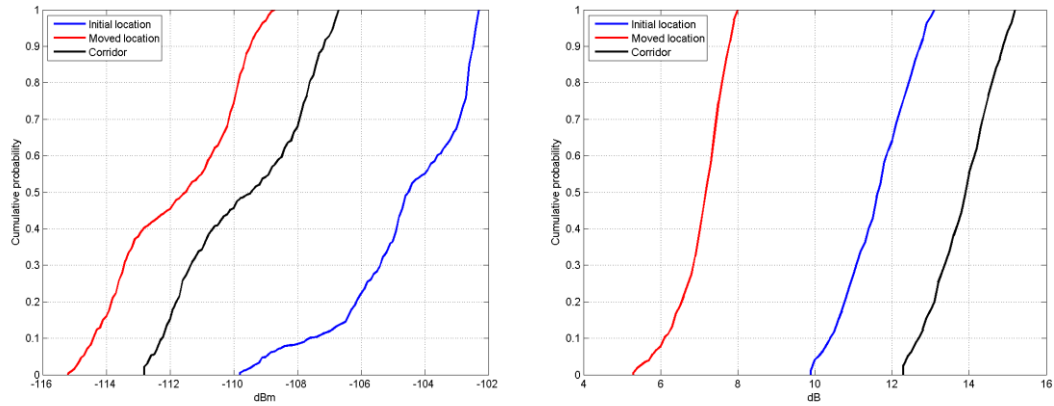 Initial location
Moved location
Corridor
Cumulative probability
1
0.9
0.8
0.7
0.6
0.5
0.4
0.3
0.2
0.1
0
-116 -114 -112 -110 -108 -106 -104 -102
dBm
Initial location
Moved location
Corridor
Cumulative probability
1
0.9
0.8
0.7
0.6
0.5
0.4
0.3
0.2
0.1
0
4 6 8 10 12 14 16
dB